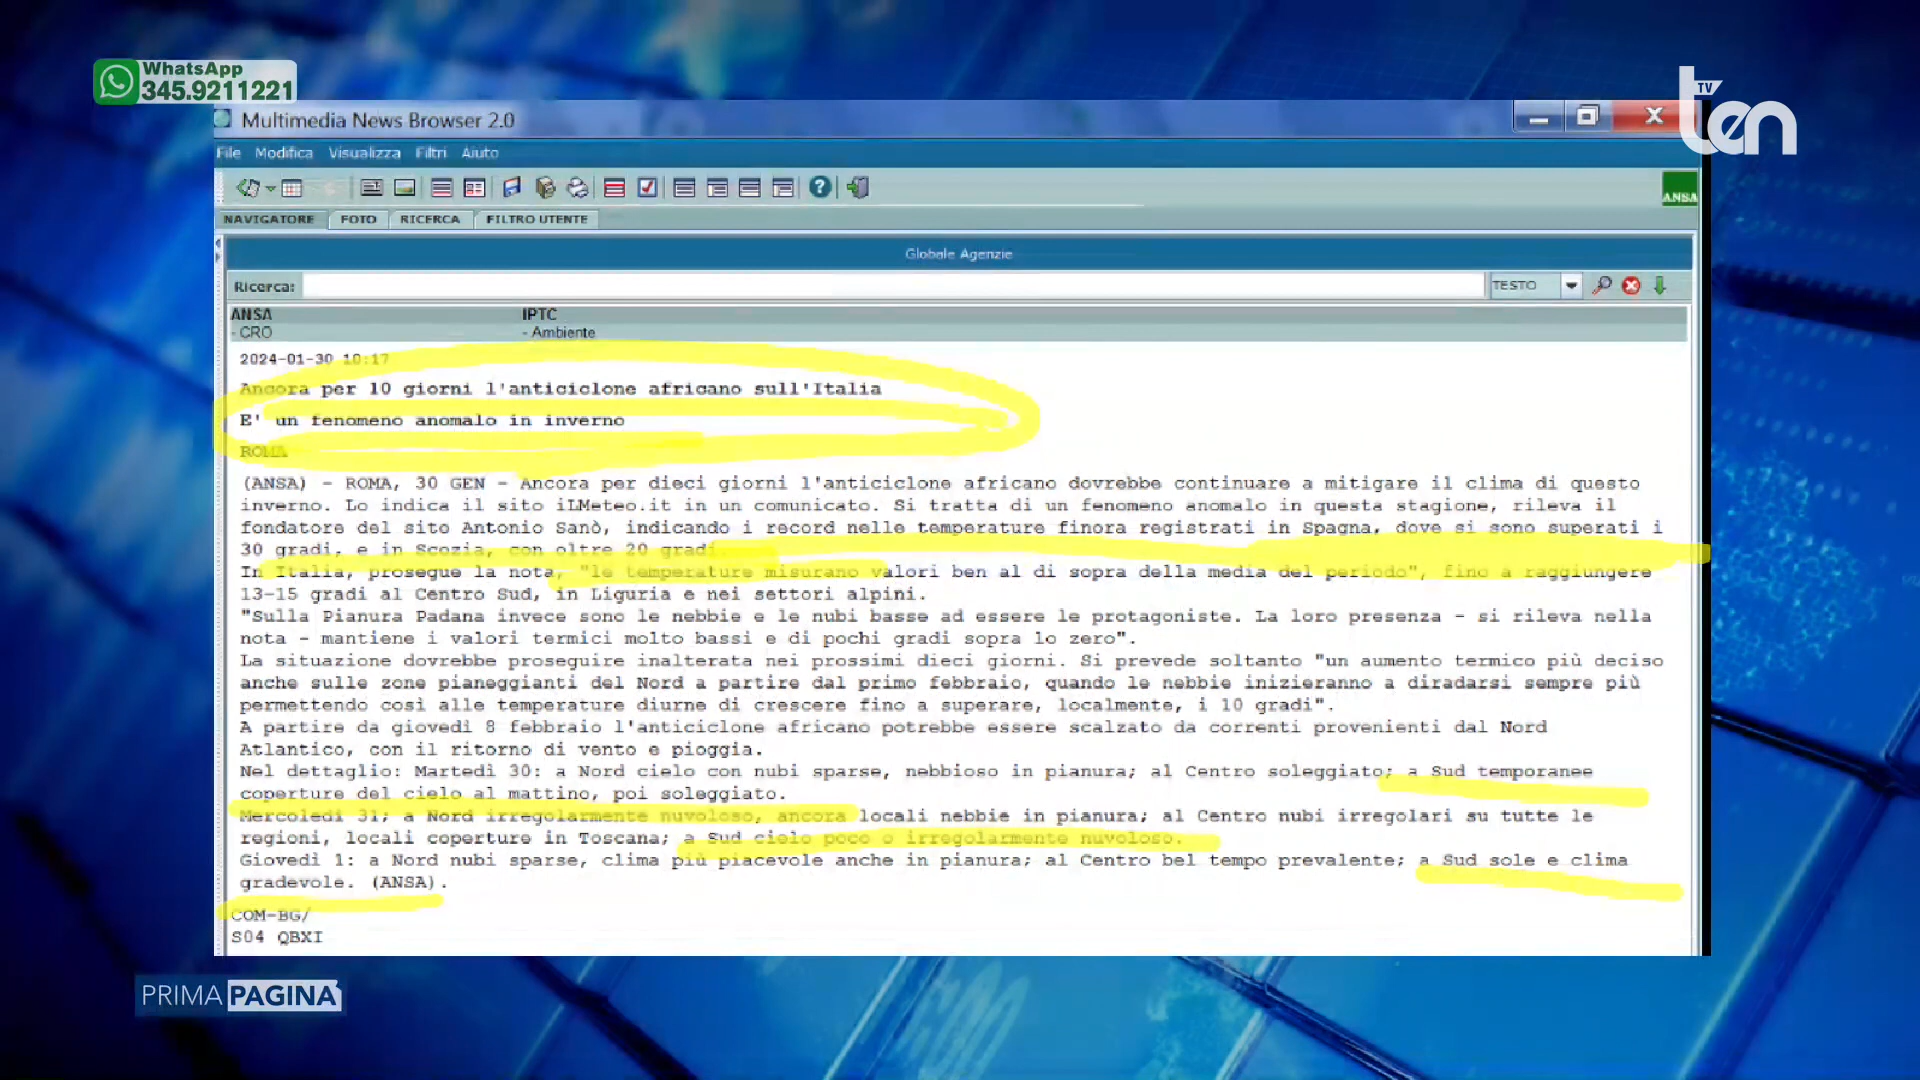 WhatsApp
345.9211221
TV
ten
Multimedia News Browser 2.0
File Modifica Visualizza Filtri Aiuto
ANSA
NAVIGATORE FOTO RICERCA FILTRO UTENTE
Globale Agenzie
Ricerca: TESTO
ANSA IPTC
- CRO - Ambiente
2024-01-30 10:17
Ancora per 10 giorni l'anticiclone africano sull'Italia
E' un fenomeno anomalo in inverno
ROMA
(ANSA) - ROMA, 30 GEN - Ancora per dieci giorni l'anticiclone africano dovrebbe continuare a mitigare il clima di questo
inverno. Lo indica il sito iLMeteo.it in un comunicato. Si tratta di un fenomeno anomalo in questa stagione, rileva il
fondatore del sito Antonio Sanò, indicando i record nelle temperature finora registrati in Spagna, dove si sono superati i
30 gradi, e in Scozia, con oltre 20 gradi.
In Italia, prosegue la nota, "le temperature misurano valori ben al di sopra della media del periodo", fino a raggiungere
13-15 gradi al Centro Sud, in Liguria e nei settori alpini.
"Sulla Pianura Padana invece sono le nebbie e le nubi basse ad essere le protagoniste. La loro presenza - si rileva nella
nota - mantiene i valori termici molto bassi e di pochi gradi sopra lo zero".
La situazione dovrebbe proseguire inalterata nei prossimi dieci giorni. Si prevede soltanto "un aumento termico più deciso
anche sulle zone pianeggianti del Nord a partire dal primo febbraio, quando le nebbie inizieranno a diradarsi sempre più
permettendo così alle temperature diurne di crescere fino a superare, localmente, i 10 gradi".
A partire da giovedì 8 febbraio l'anticiclone africano potrebbe essere scalzato da correnti provenienti dal Nord
Atlantico, con il ritorno di vento e pioggia.
Nel dettaglio: Martedì 30: a Nord cielo con nubi sparse, nebbioso in pianura; al Centro soleggiato; a Sud temporanee
coperture del cielo al mattino, poi soleggiato.
Mercoledì 31; a Nord irregolarmente nuvoloso, ancora locali nebbie in pianura; al Centro nubi irregolari su tutte le
regioni, locali coperture in Toscana; a Sud cielo poco o irregolarmente nuvoloso.
Giovedì 1: a Nord nubi sparse, clima più piacevole anche in pianura; al Centro bel tempo prevalente; a Sud sole e clima
gradevole. (ANSA).
COM-BG/
S04 QBXI
PRIMA PAGINA